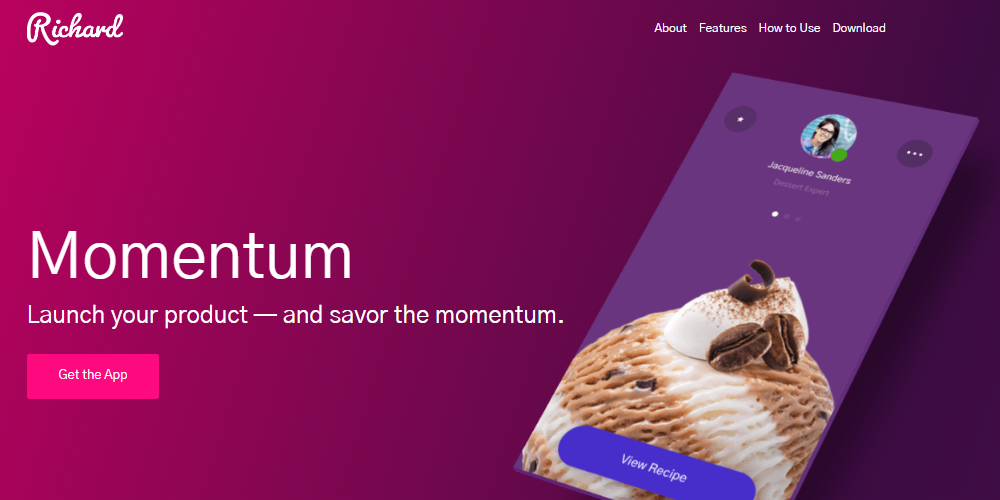 Richard
About Features How to Use Download
Jacqueline Sanders
Dessert Expert
Momentum
Launch your product — and savor the momentum.
Get the App
View Recipe